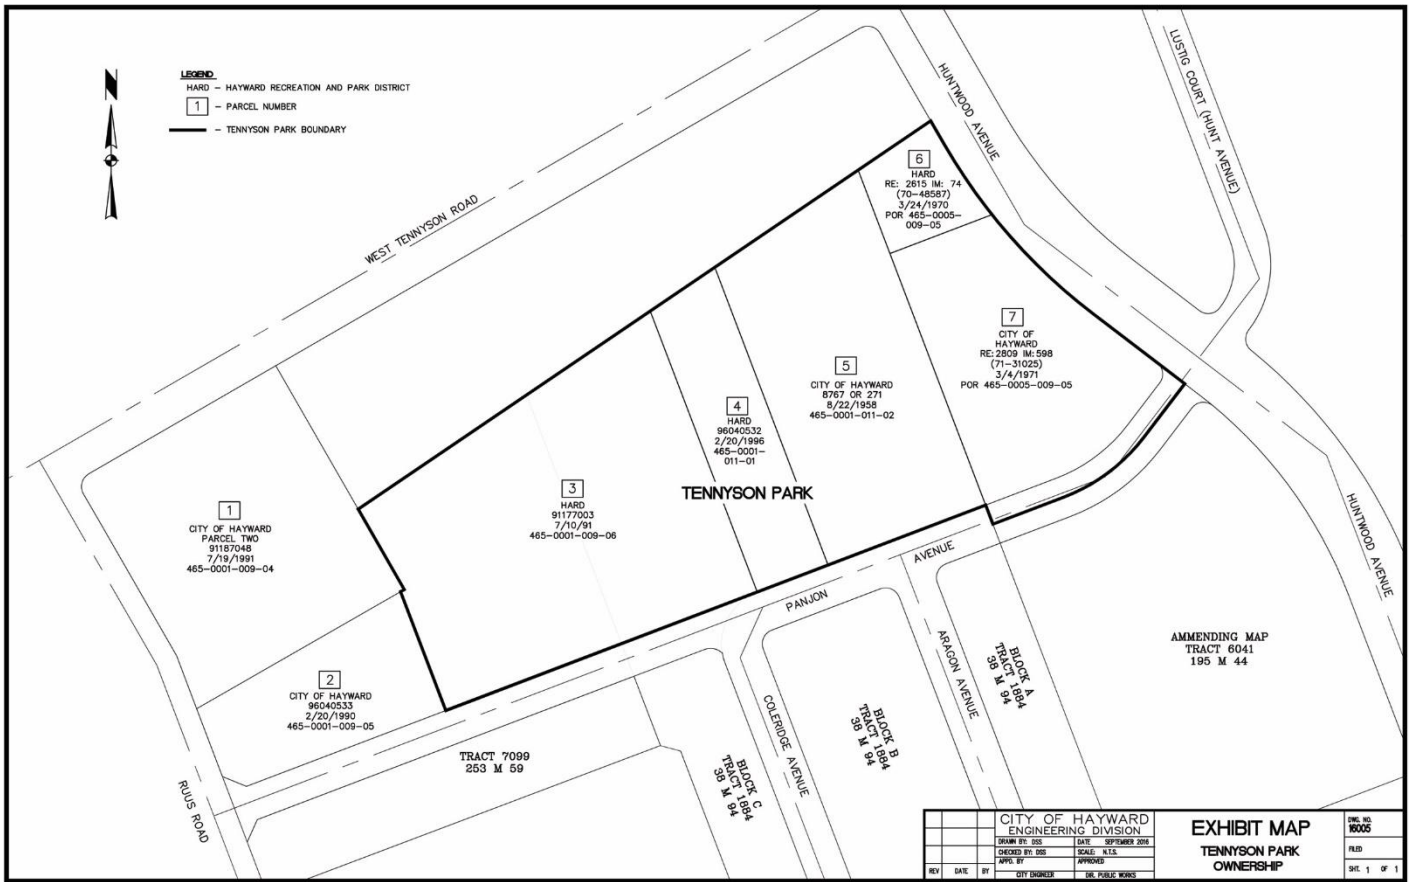 LEGEND
HARD - HAYWARD RECREATION AND PARK DISTRICT
1 - PARCEL NUMBER
- TENNYSON PARK BOUNDARY
N
WEST TENNYSON ROAD
HUNTWOOD AVENUE
LUSTIG COURT (HUNT AVENUE)
6
HARD
RE: 2615 IM: 74
(70-48587)
3/24/1970
POR 465-0005-
009-05
7
CITY OF
HAYWARD
RE: 2809 IM: 598
(71-31025)
3/4/1971
POR 465-0005-009-05
5
CITY OF HAYWARD
8767 OR 271
8/22/1958
465-0001-011-02
4
HARD
96040532
2/20/1996
465-0001-
011-01
TENNYSON PARK
3
HARD
91177003
7/10/91
465-0001-009-06
1
CITY OF HAYWARD
PARCEL TWO
91187048
7/19/1991
465-0001-009-04
2
CITY OF HAYWARD
96040533
2/20/1990
465-0001-009-05
PANJON
AVENUE
HUNTWOOD AVENUE
AMMENDING MAP
TRACT 6041
195 M 44
BLOCK A
TRACT 1884
38 M 94
ARAGON AVENUE
BLOCK B
TRACT 1884
38 M 94
COLERIDGE AVENUE
BLOCK C
TRACT 1884
38 M 94
TRACT 7099
253 M 59
RUUS ROAD
REV DATE BY
CITY OF HAYWARD
ENGINEERING DIVISION
DRAWN BY: DSS DATE SEPTEMBER 2016
CHECKED BY: DSS SCALE: N.T.S.
APPD. BY APPROVED
CITY ENGINEER DIR. PUBLIC WORKS
EXHIBIT MAP
TENNYSON PARK
OWNERSHIP
DWG. NO.
16005
FILED
SHT. 1 OF 1